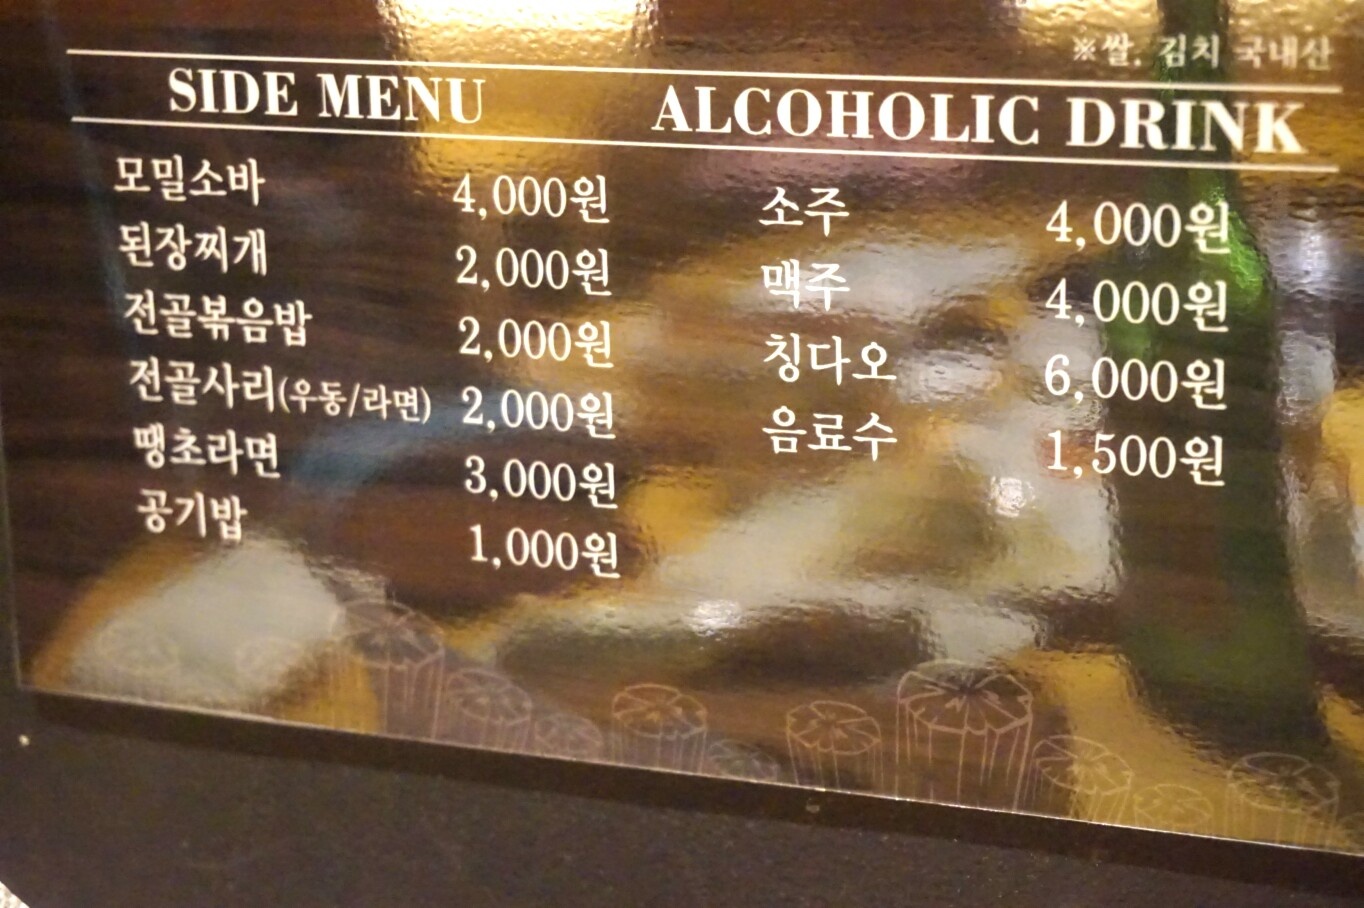 ※쌀. 김치 국내산
SIDE MENU
모밀소바 4,000원
된장찌개 2,000원
전골볶음밥 2,000원
전골사리(우동/라면) 2,000원
땡초라면 3,000원
공기밥 1,000원
ALCOHOLIC DRINK
소주 4,000원
맥주 4,000원
칭다오 6,000원
음료수 1,500원